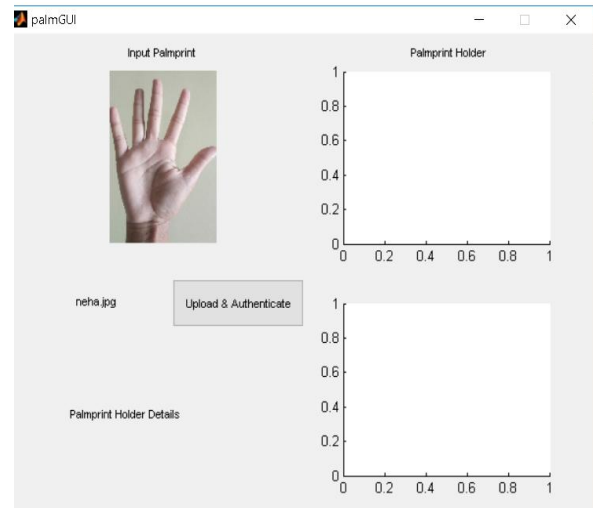 palmGUI
Input Palmprint
Palmprint Holder
1
0.8
0.6
0.4
0.2
0
0 0.2 0.4 0.6 0.8 1
neha.jpg
Upload & Authenticate
Palmprint Holder Details
1
0.8
0.6
0.4
0.2
0
0 0.2 0.4 0.6 0.8 1